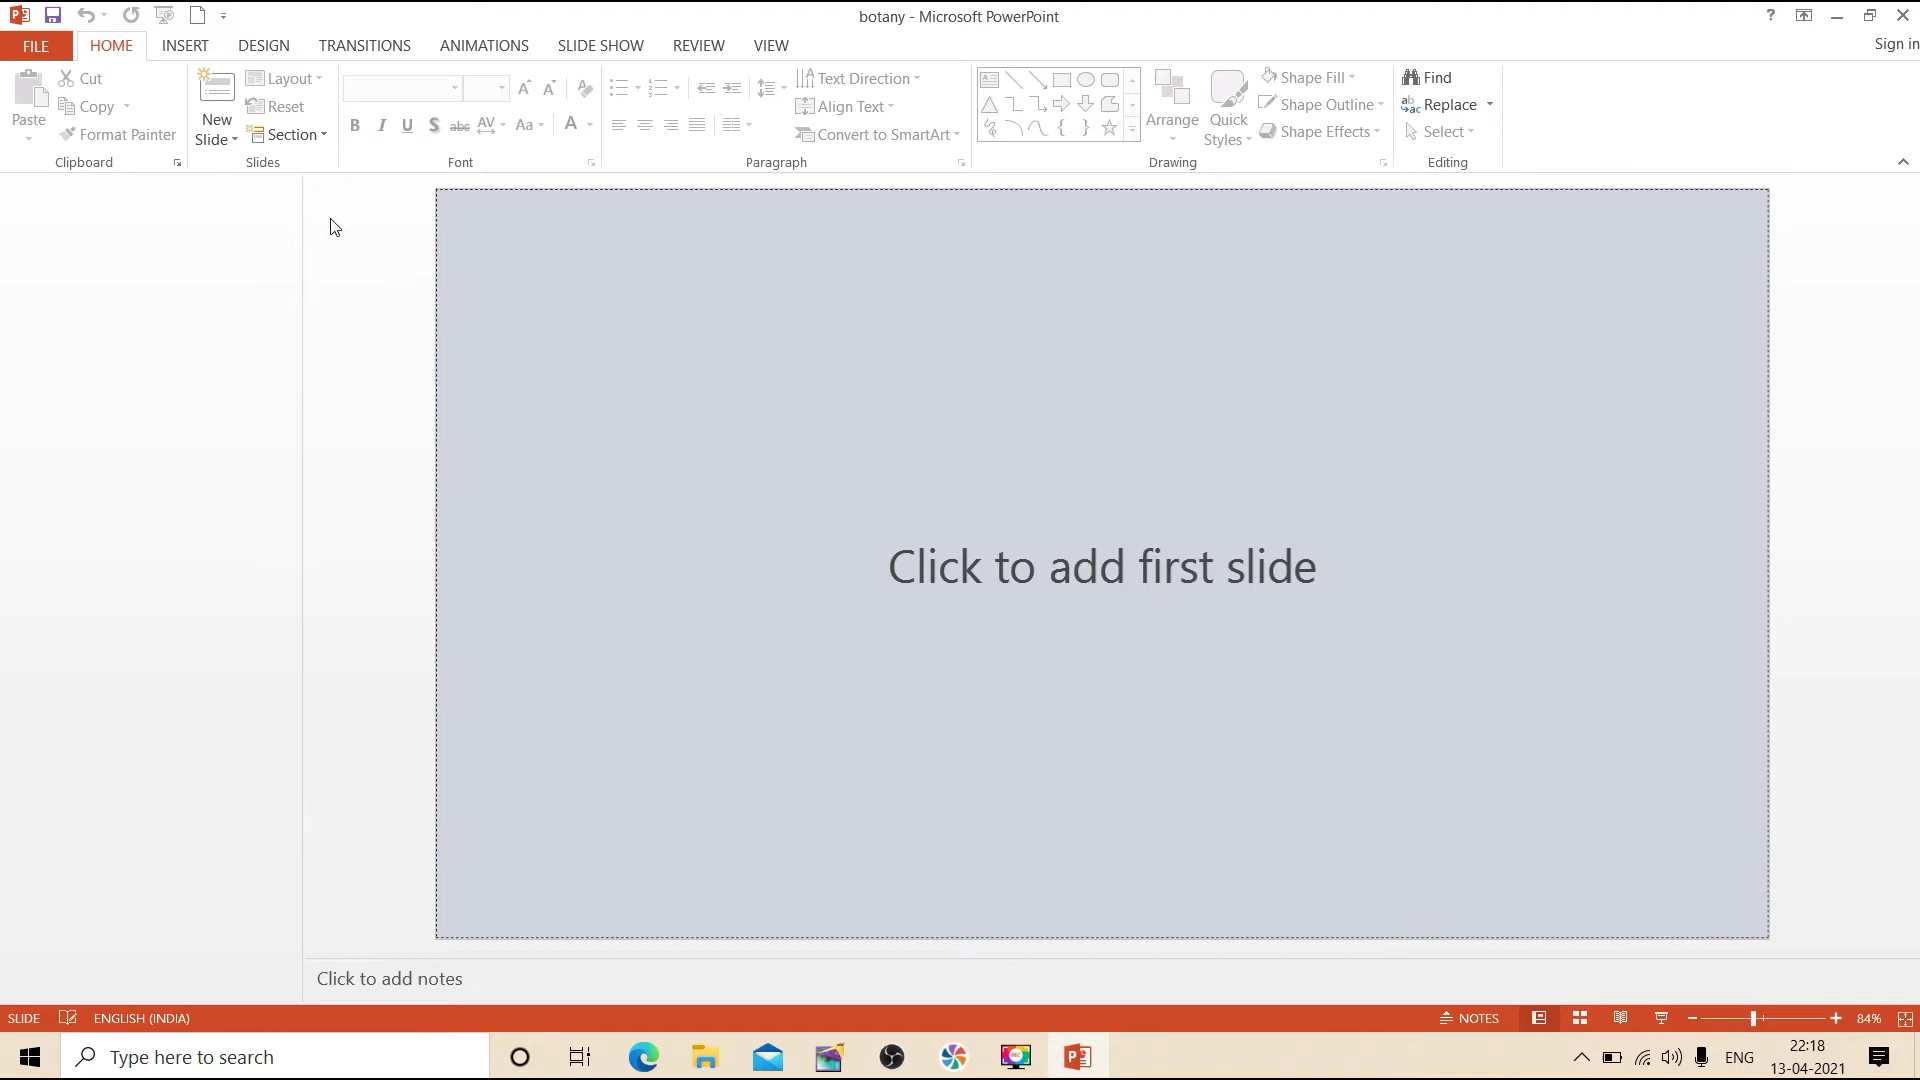 botany - Microsoft PowerPoint
?
Sign in
FILE HOME INSERT DESIGN TRANSITIONS ANIMATIONS SLIDE SHOW REVIEW VIEW
Paste
Cut
Copy
Format Painter
Clipboard
New
Slide
Layout
Reset
Section
Slides
B I U S abc AV Aa A
Font
Text Direction
Align Text
Convert to SmartArt
Paragraph
Arrange
Quick
Styles
Shape Fill
Shape Outline
Shape Effects
Drawing
Find
Replace
Select
Editing
Click to add first slide
Click to add notes
SLIDE ENGLISH (INDIA) NOTES 84%
Type here to search
ENG
22:18
13-04-2021